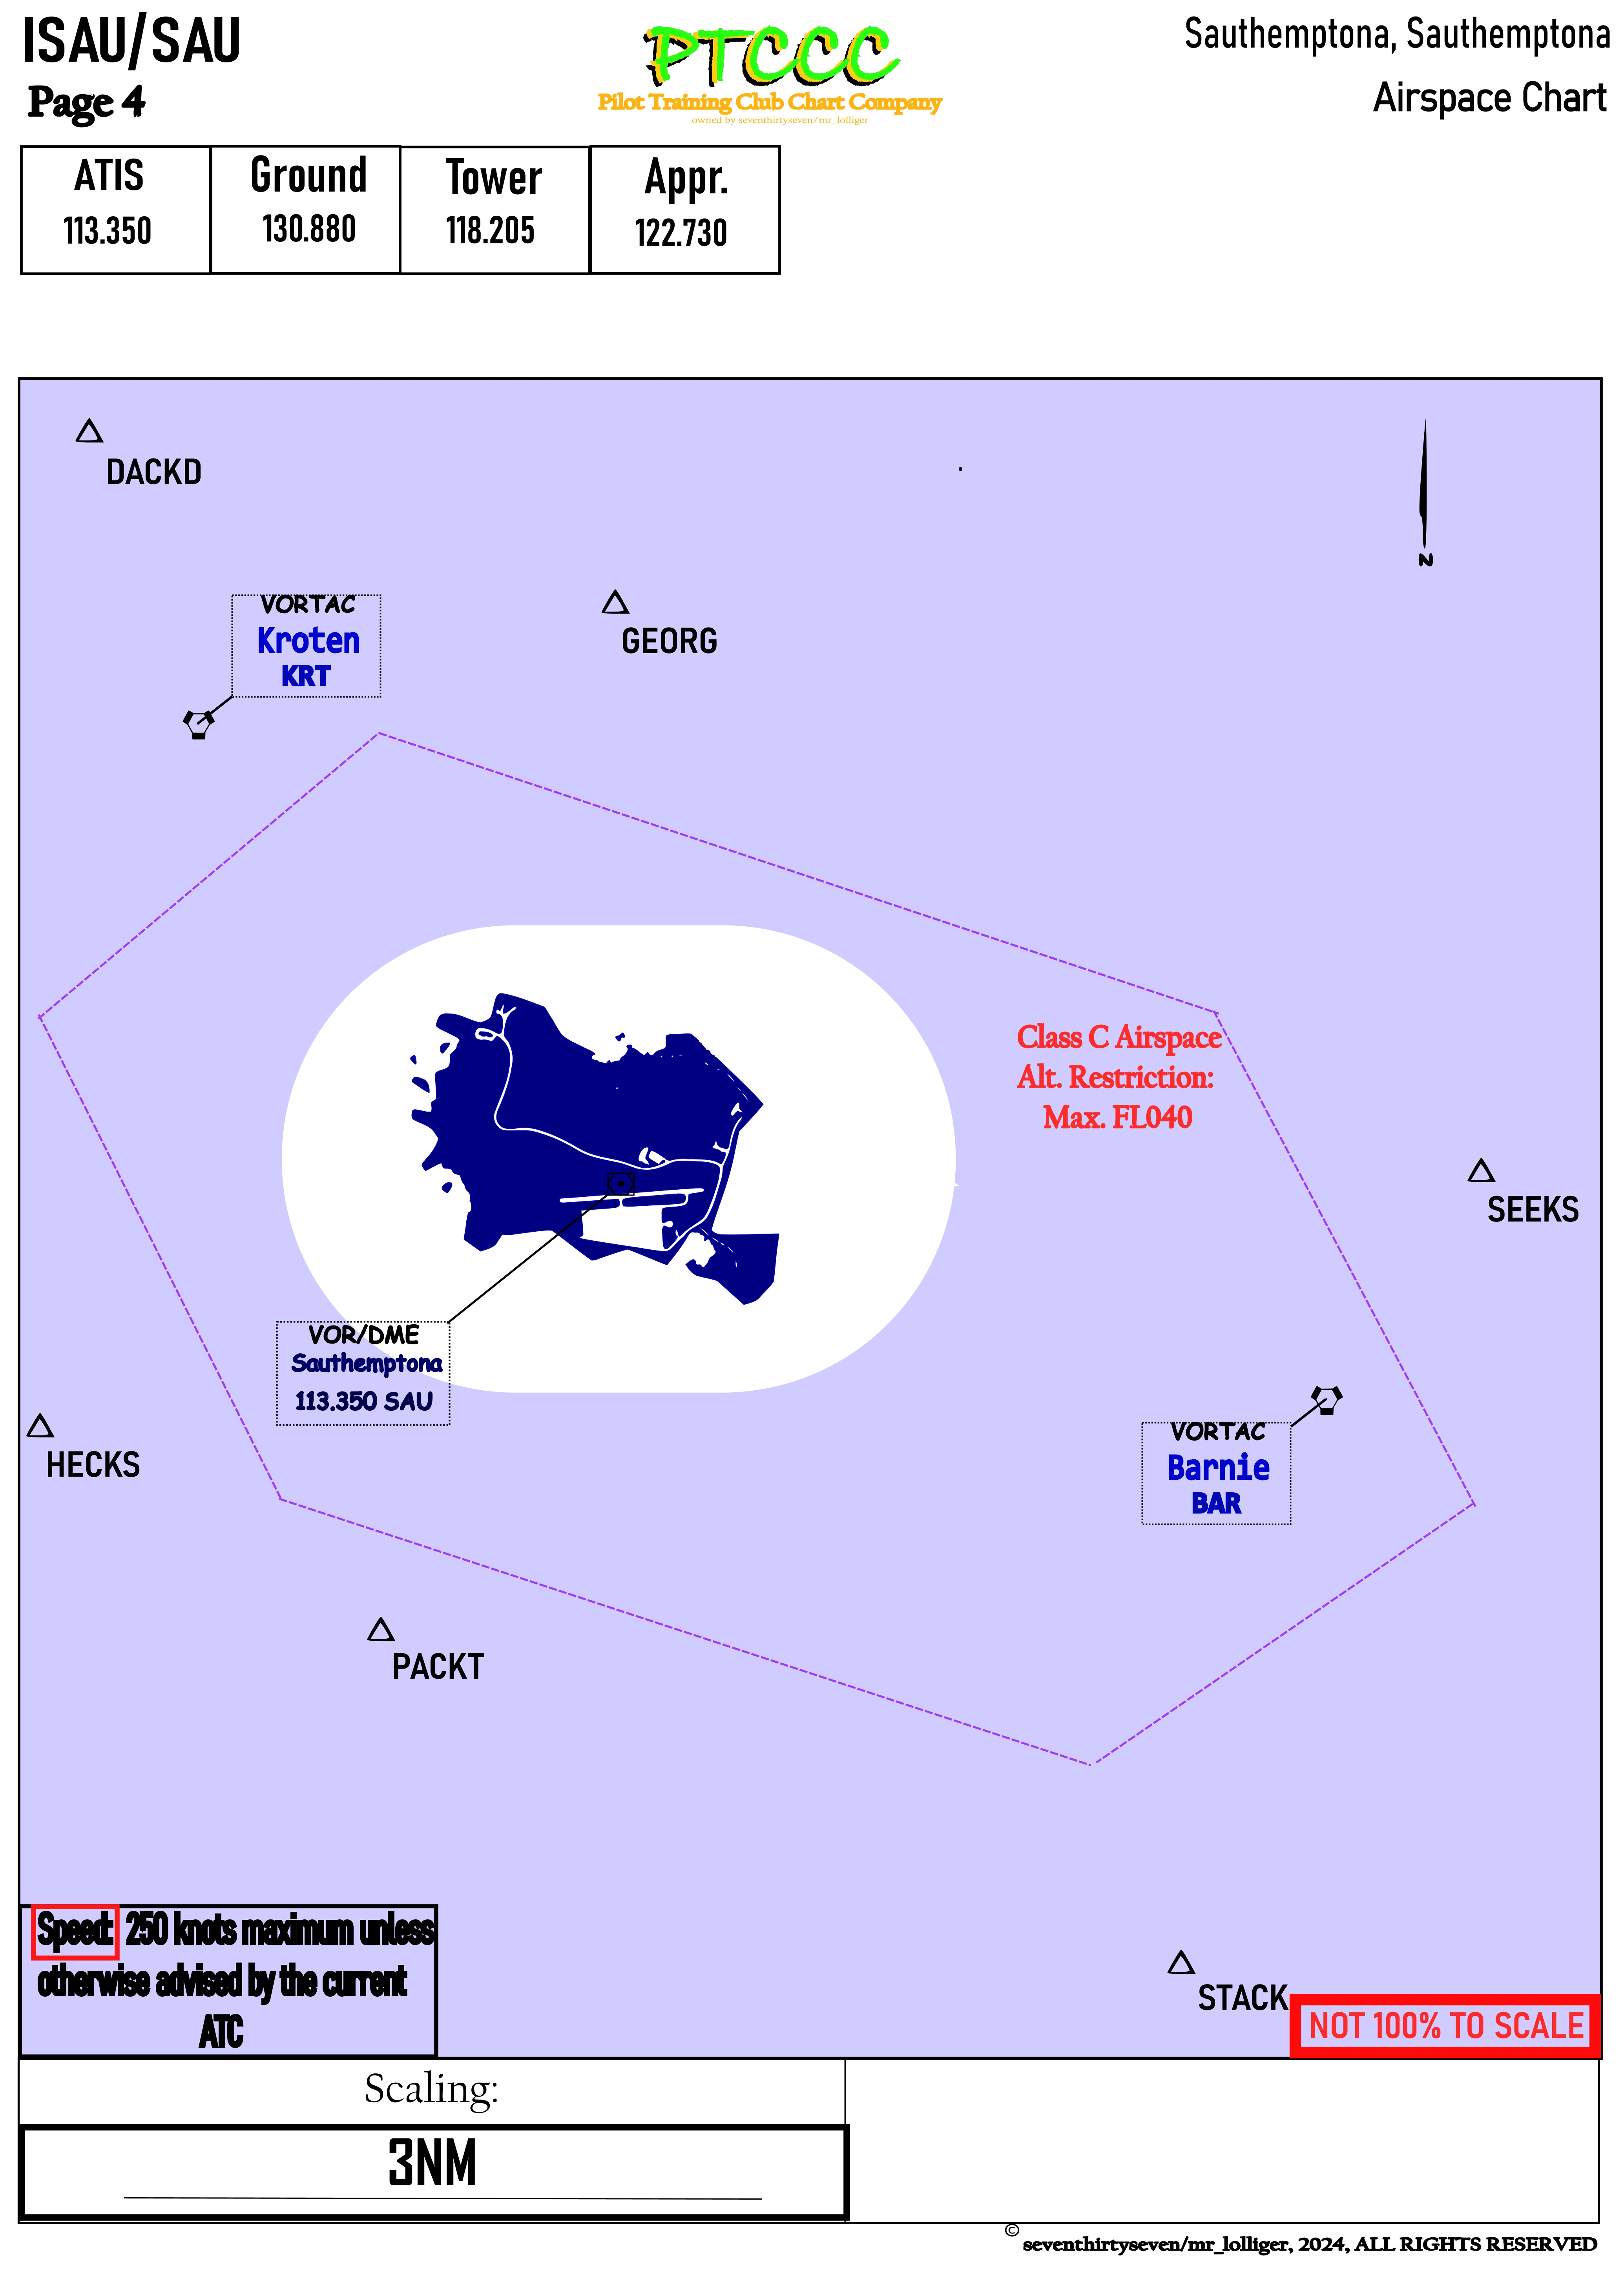 ISAU/SAU
Page 4
PTCCC
Pilot Training Club Chart Company
owned by seventhirtyseven/mr_lolliger
Sauthemptona, Sauthemptona
Airspace Chart
ATIS
113.350
Ground
130.880
Tower
118.205
Appr.
122.730
DACKD
N
VORTAC
Kroten
KRT
GEORG
Class C Airspace
Alt. Restriction:
Max. FL040
SEEKS
VOR/DME
Sauthemptona
113.350 SAU
HECKS
VORTAC
Barnie
BAR
PACKT
Speed: 250 knots maximum unless
otherwise advised by the current
ATC
STACK
NOT 100% TO SCALE
Scaling:
3NM
© seventhirtyseven/mr_lolliger, 2024, ALL RIGHTS RESERVED